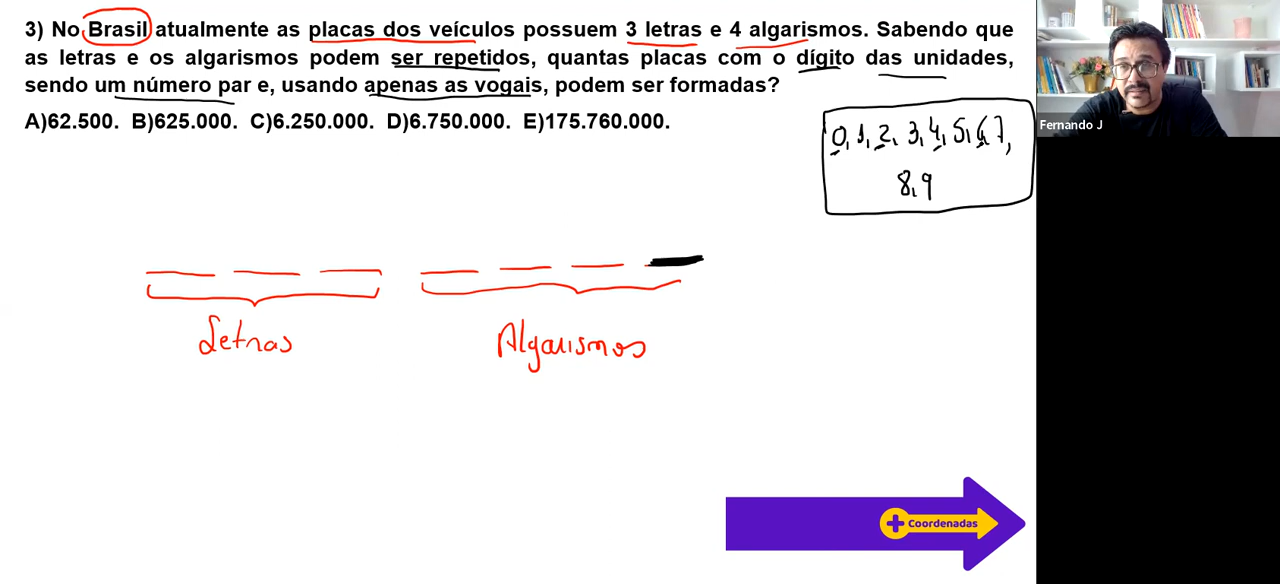 3) No Brasil atualmente as placas dos veículos possuem 3 letras e 4 algarismos. Sabendo que
as letras e os algarismos podem ser repetidos, quantas placas com o dígito das unidades,
sendo um número par e, usando apenas as vogais, podem ser formadas?
A)62.500. B)625.000. C)6.250.000. D)6.750.000. E)175.760.000.
Fernando J
0, 1, 2, 3, 4, 5, 6, 7,
8, 9
Letras
Algarismos
Coordenadas